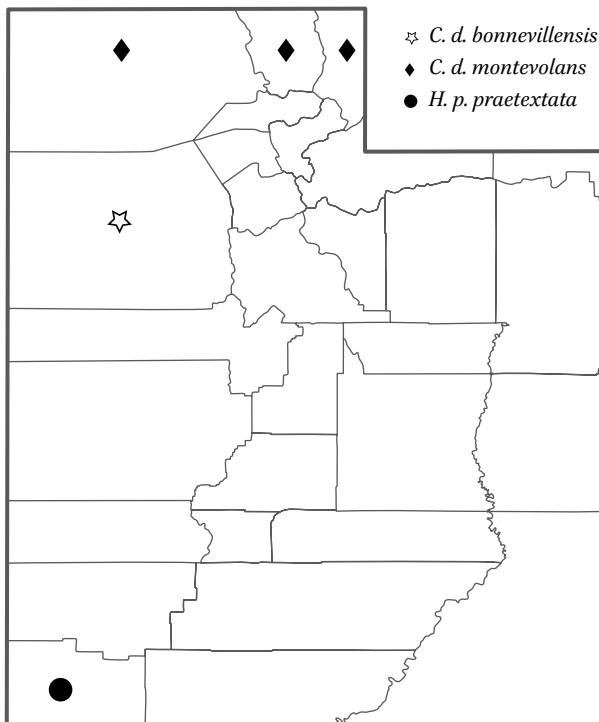 C. d. bonnevillensis
C. d. montevolans
H. p. praetextata